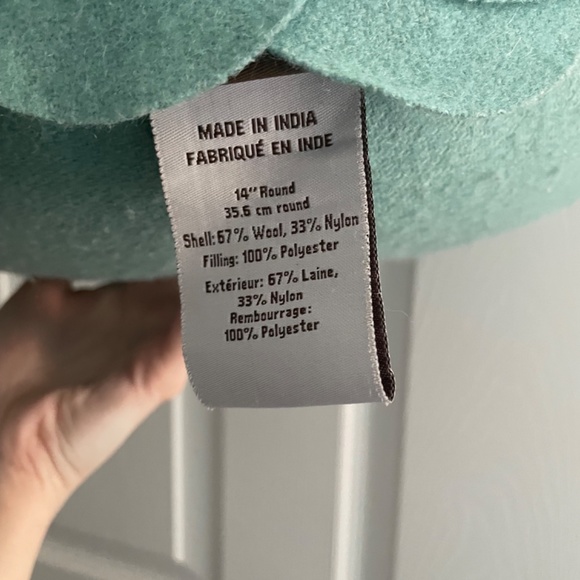 MADE IN INDIA
FABRIQUÉ EN INDE
14" Round
35.6 cm round
Shell: 67% Wool, 33% Nylon
Filling: 100% Polyester
Extérieur: 67% Laine,
33% Nylon
Rembourrage:
100% Polyester